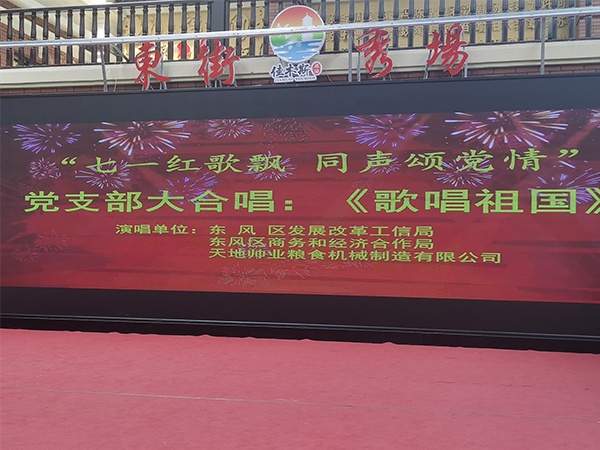 東街 佳木斯 秀場
“七一红歌飘 同声颂党情”
党支部大合唱：《歌唱祖国》
演唱单位：东 风 区发展改革工信局
东风区商务和经济合作局
天地帅业粮食机械制造有限公司